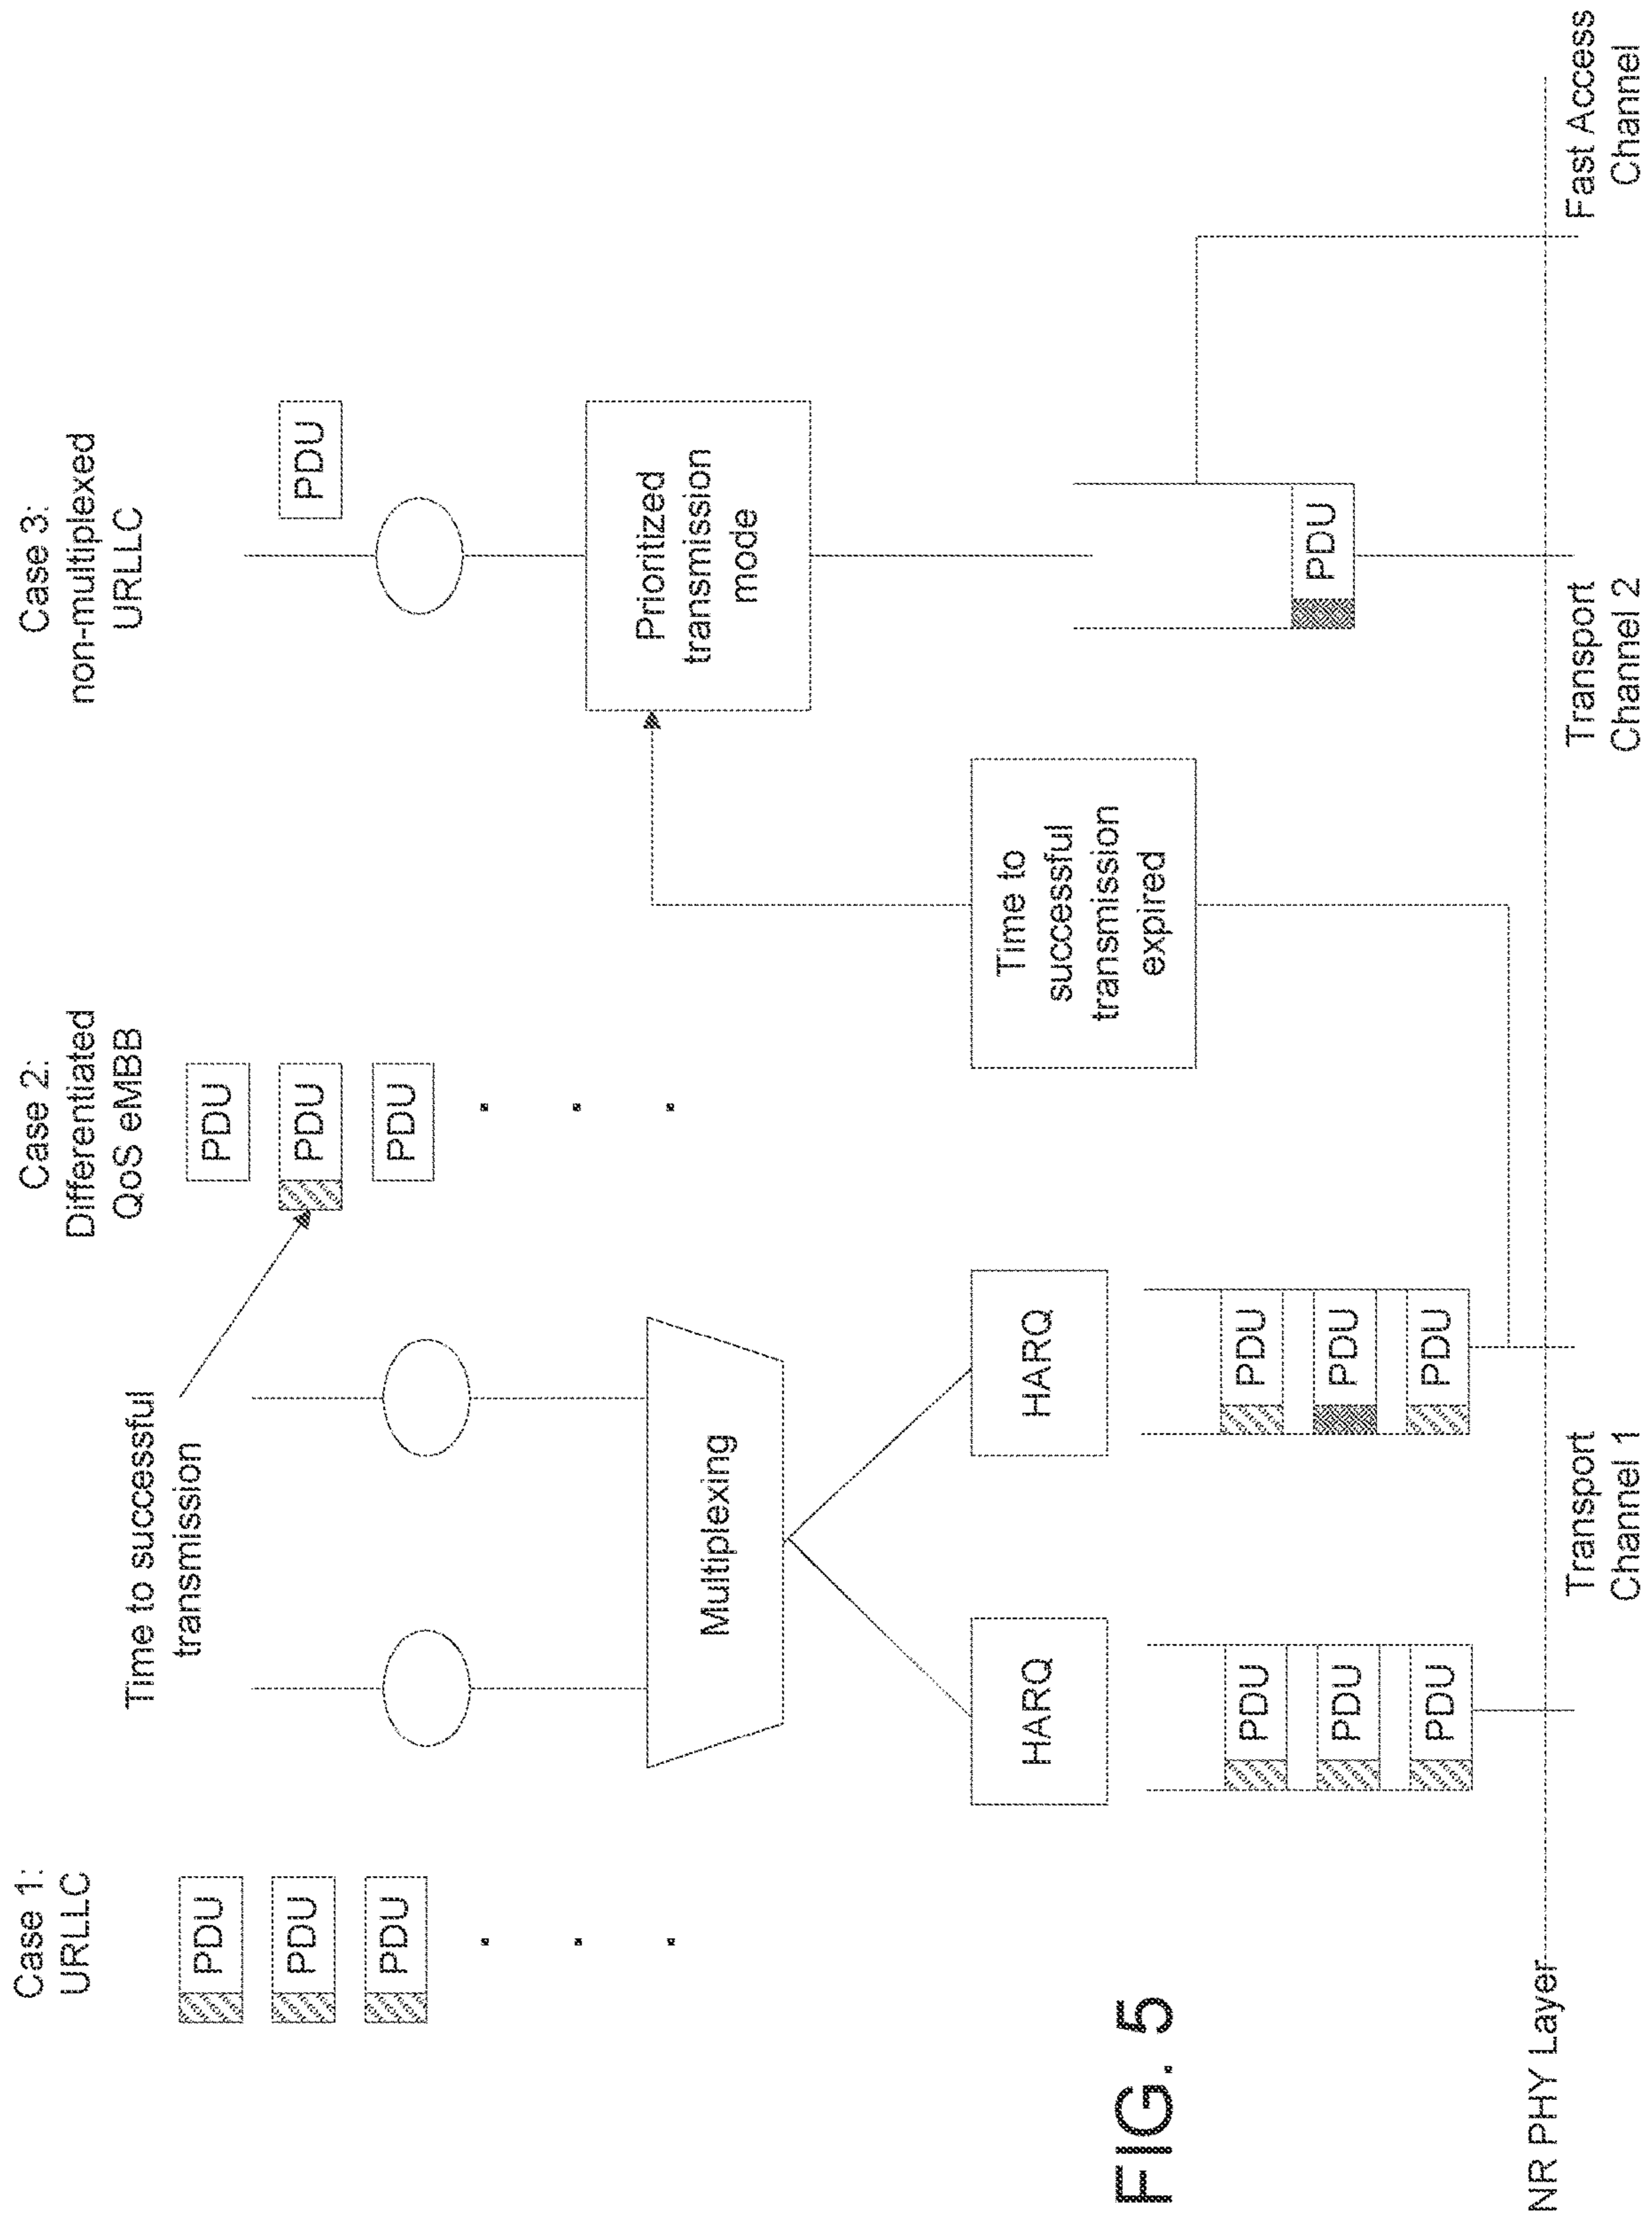 Case 1:
URLLC
PDU
PDU
PDU
Time to successful
transmission
Case 2:
Differentiated
QoS eMBB
PDU
PDU
PDU
Case 3:
non-multiplexed
URLLC
PDU
Multiplexing
Prioritized
transmission
mode
HARQ
HARQ
Time to
successful
transmission
expired
PDU
PDU
PDU
PDU
PDU
PDU
PDU
FIG. 5
NR PHY Layer
Transport
Channel 1
Transport
Channel 2
Fast Access
Channel